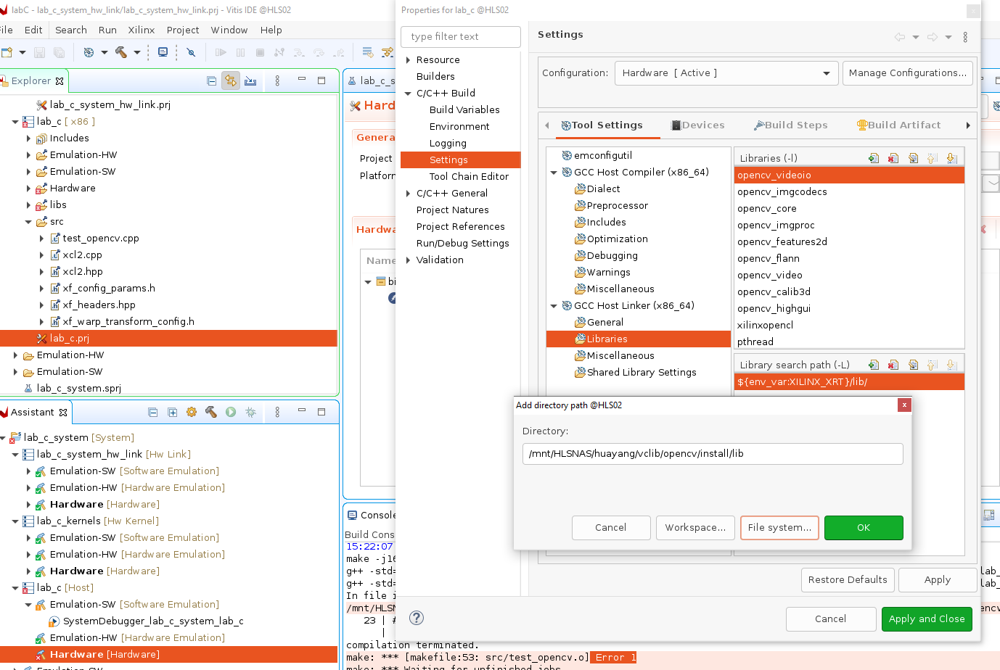 labC - lab_c_system_hw_link/lab_c_system_hw_link.prj - Vitis IDE @HLS02
File Edit Search Run Xilinx Project Window Help
Explorer
lab_c_system_hw_link.prj
lab_c [ x86 ]
Includes
Emulation-HW
Emulation-SW
Hardware
libs
src
test_opencv.cpp
xcl2.cpp
xcl2.hpp
xf_config_params.h
xf_headers.hpp
xf_warp_transform_config.h
lab_c.prj
Emulation-HW
Emulation-SW
lab_c_system.sprj
Assistant
lab_c_system [System]
lab_c_system_hw_link [Hw Link]
Emulation-SW [Software Emulation]
Emulation-HW [Hardware Emulation]
Hardware [Hardware]
lab_c_kernels [Hw Kernel]
Emulation-SW [Software Emulation]
Emulation-HW [Hardware Emulation]
Hardware [Hardware]
lab_c [Host]
Emulation-SW [Software Emulation]
SystemDebugger_lab_c_system_lab_c
Emulation-HW [Hardware Emulation]
Hardware [Hardware]
Emulation-SW
lab_c_s
Hard
Genera
Project
Platforn
Hardwa
Name
bi
Console
Build Cons
15:22:07
make -j16
g++ -std=
lab_
g++ -std=
lab_
In file i
/mnt/HLSN
pencv
23 | #
|
compilation terminated.
make: *** [makefile:53: src/test_opencv.o] Error 1
make: *** Waiting for unfinished jobs
Properties for lab_c @HLS02
type filter text
Resource
Builders
C/C++ Build
Build Variables
Environment
Logging
Settings
Tool Chain Editor
C/C++ General
Project Natures
Project References
Run/Debug Settings
Validation
Settings
Configuration: Hardware [ Active ] Manage Configurations...
Tool Settings Devices Build Steps Build Artifact
emconfigutil
GCC Host Compiler (x86_64)
Dialect
Preprocessor
Includes
Optimization
Debugging
Warnings
Miscellaneous
GCC Host Linker (x86_64)
General
Libraries
Miscellaneous
Shared Library Settings
Libraries (-l)
opencv_videoio
opencv_imgcodecs
opencv_core
opencv_imgproc
opencv_features2d
opencv_flann
opencv_video
opencv_calib3d
opencv_highgui
xilinxopencl
pthread
Library search path (-L)
${env_var:XILINX_XRT}/lib/
Add directory path @HLS02
Directory:
/mnt/HLSNAS/huayang/vclib/opencv/install/lib
Cancel Workspace... File system... OK
Restore Defaults Apply
Cancel Apply and Close